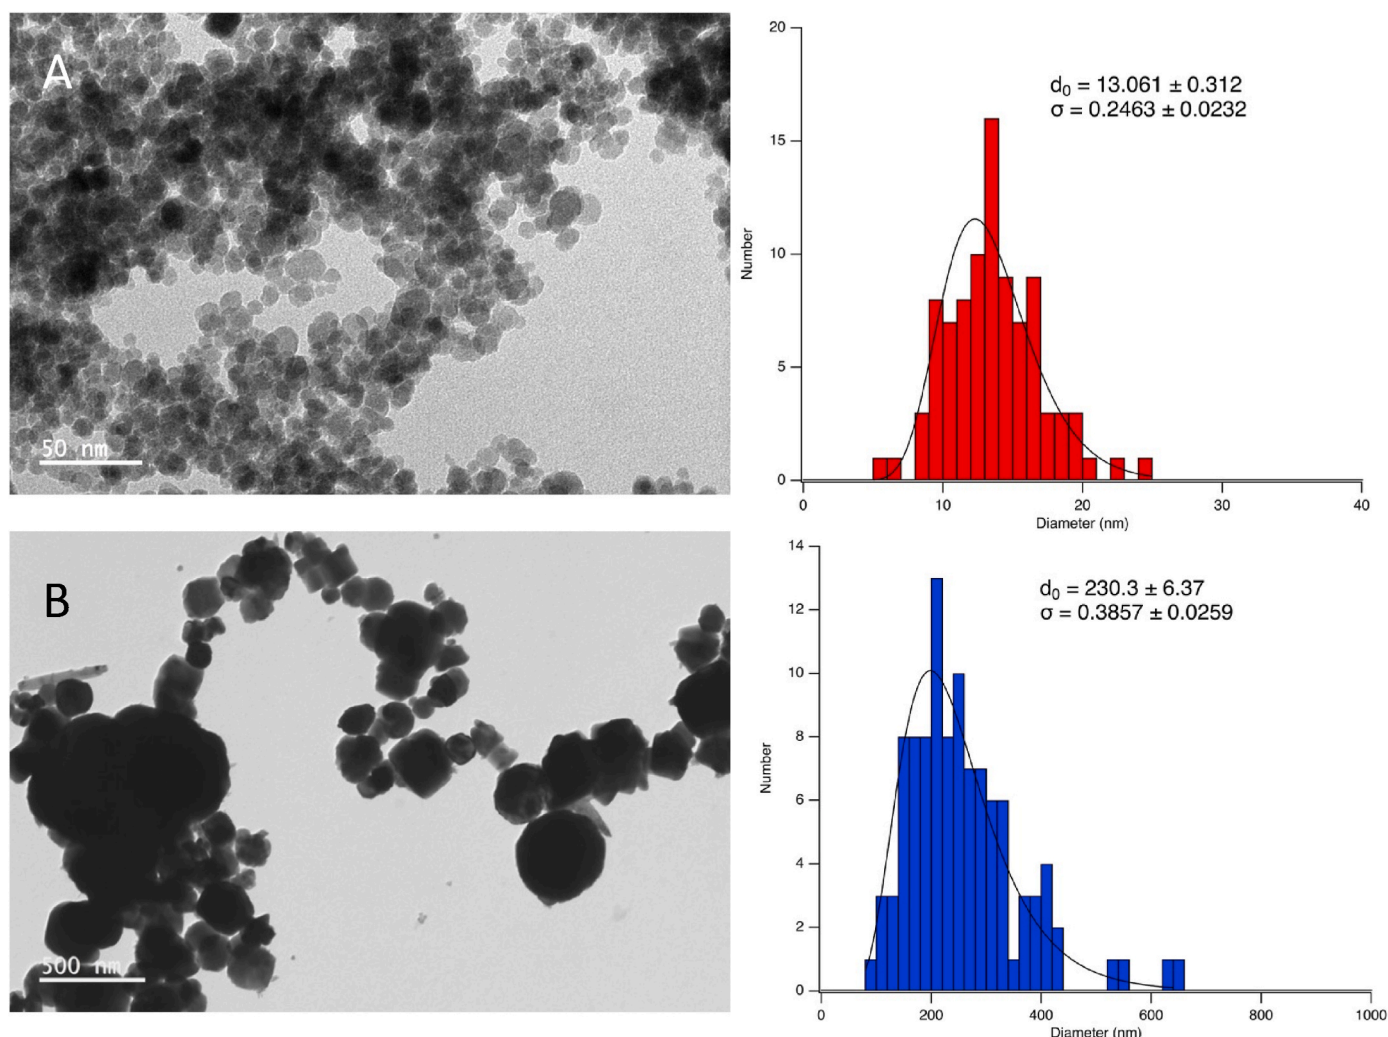 A
50 nm
20
15
10
5
0
Number
d₀ = 13.061 ± 0.312
σ = 0.2463 ± 0.0232
0 10 20 30 40
Diameter (nm)
B
500 nm
14
12
10
8
6
4
2
0
Number
d₀ = 230.3 ± 6.37
σ = 0.3857 ± 0.0259
0 200 400 600 800 1000
Diameter (nm)